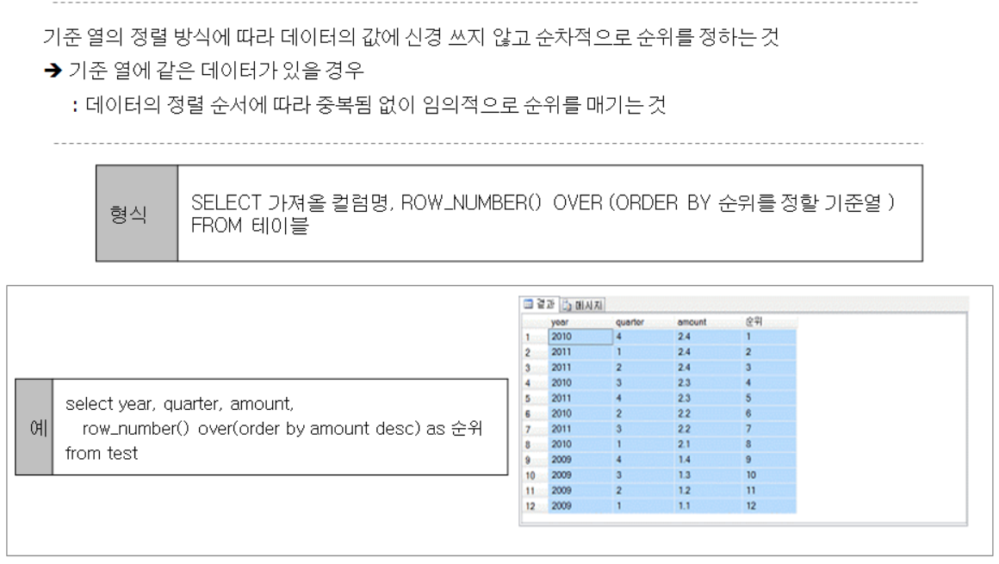 기준 열의 정렬 방식에 따라 데이터의 값에 신경 쓰지 않고 순차적으로 순위를 정하는 것
➔ 기준 열에 같은 데이터가 있을 경우
: 데이터의 정렬 순서에 따라 중복됨 없이 임의적으로 순위를 매기는 것
형식
SELECT 가져올 컬럼명, ROW_NUMBER() OVER (ORDER BY 순위를 정할 기준열 )
FROM 테이블
예
select year, quarter, amount,
row_number() over(order by amount desc) as 순위
from test
결과 메시지
year quarter amount 순위
1 2010 4 2.4 1
2 2011 1 2.4 2
3 2011 2 2.4 3
4 2010 3 2.3 4
5 2011 4 2.3 5
6 2010 2 2.2 6
7 2011 3 2.2 7
8 2010 1 2.1 8
9 2009 4 1.4 9
10 2009 3 1.3 10
11 2009 2 1.2 11
12 2009 1 1.1 12